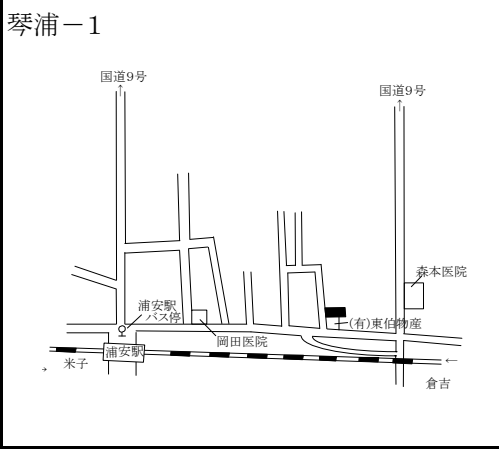 琴浦－1
国道9号
↑
国道9号
↑
森本医院
浦安駅
バス停
(有)東伯物産
岡田医院
浦安駅
米子
→
←
倉吉